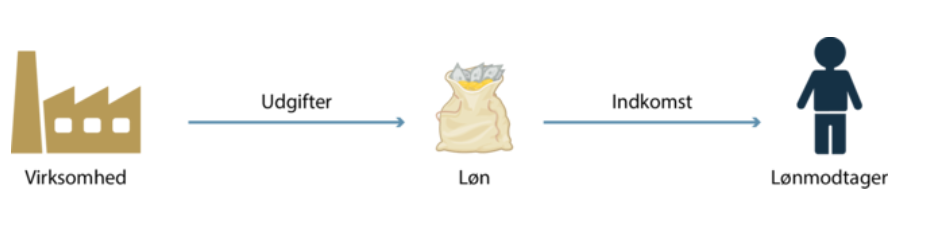 Udgifter
Indkomst
Virksomhed
Løn
Lønmodtager